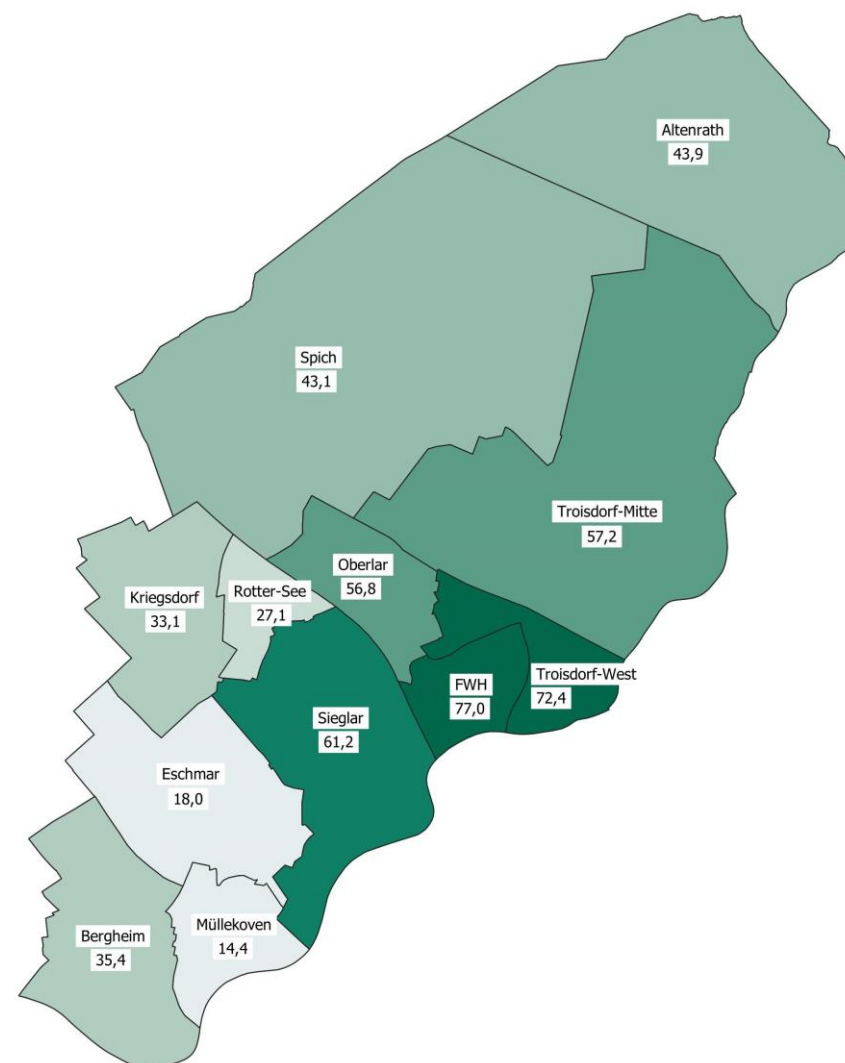 Altenrath
43,9
Spich
43,1
Troisdorf-Mitte
57,2
Oberlar
56,8
Rotter-See
27,1
Kriegsdorf
33,1
Troisdorf-West
72,4
FWH
77,0
Sieglar
61,2
Eschmar
18,0
Müllekoven
14,4
Bergheim
35,4